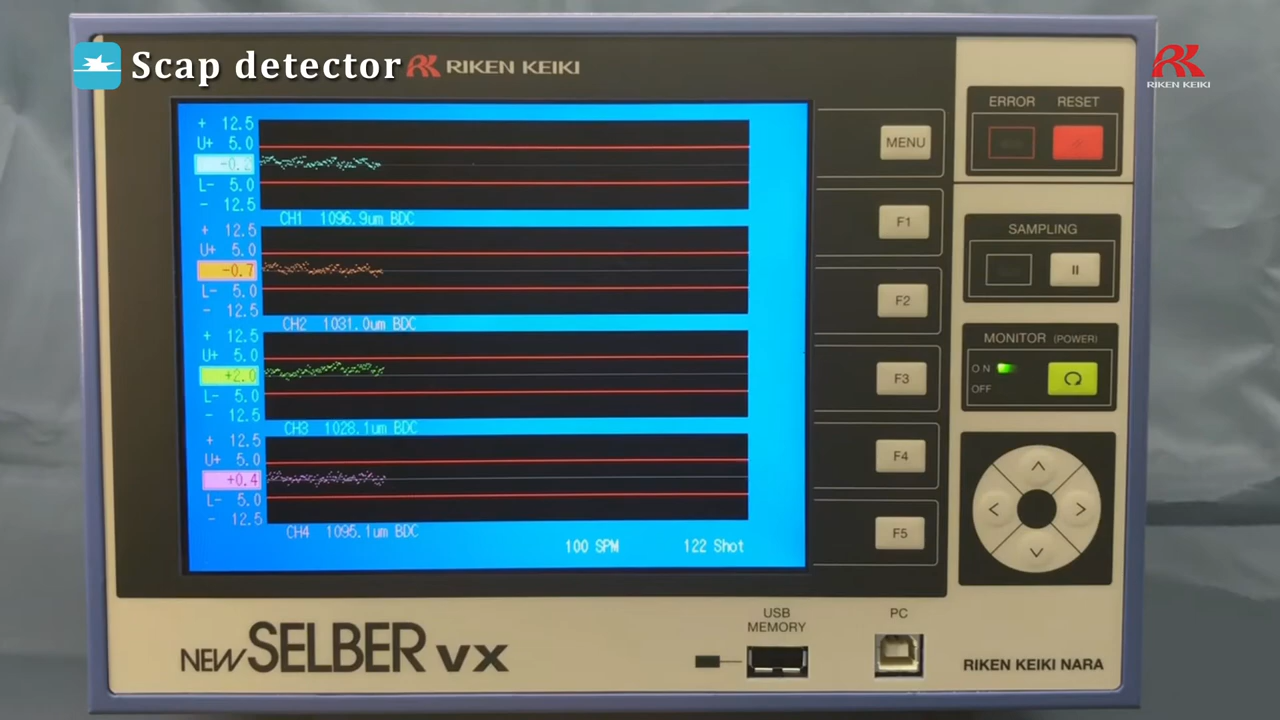 Scap detector
RIKEN KEIKI
RIKEN KEIKI
ERROR RESET
MENU
F1
SAMPLING
F2
MONITOR (POWER)
ON
OFF
F3
F4
F5
+ 12.5
U+ 5.0
-0.2
L- 5.0
- 12.5
CH1 1096.9um BDC
+ 12.5
U+ 5.0
-0.7
L- 5.0
- 12.5
CH2 1031.0um BDC
+ 12.5
U+ 5.0
+2.0
L- 5.0
- 12.5
CH3 1028.1um BDC
+ 12.5
U+ 5.0
+0.4
L- 5.0
- 12.5
CH4 1095.1um BDC
100 SPM 122 Shot
USB
MEMORY
PC
NEW SELBER VX
RIKEN KEIKI NARA